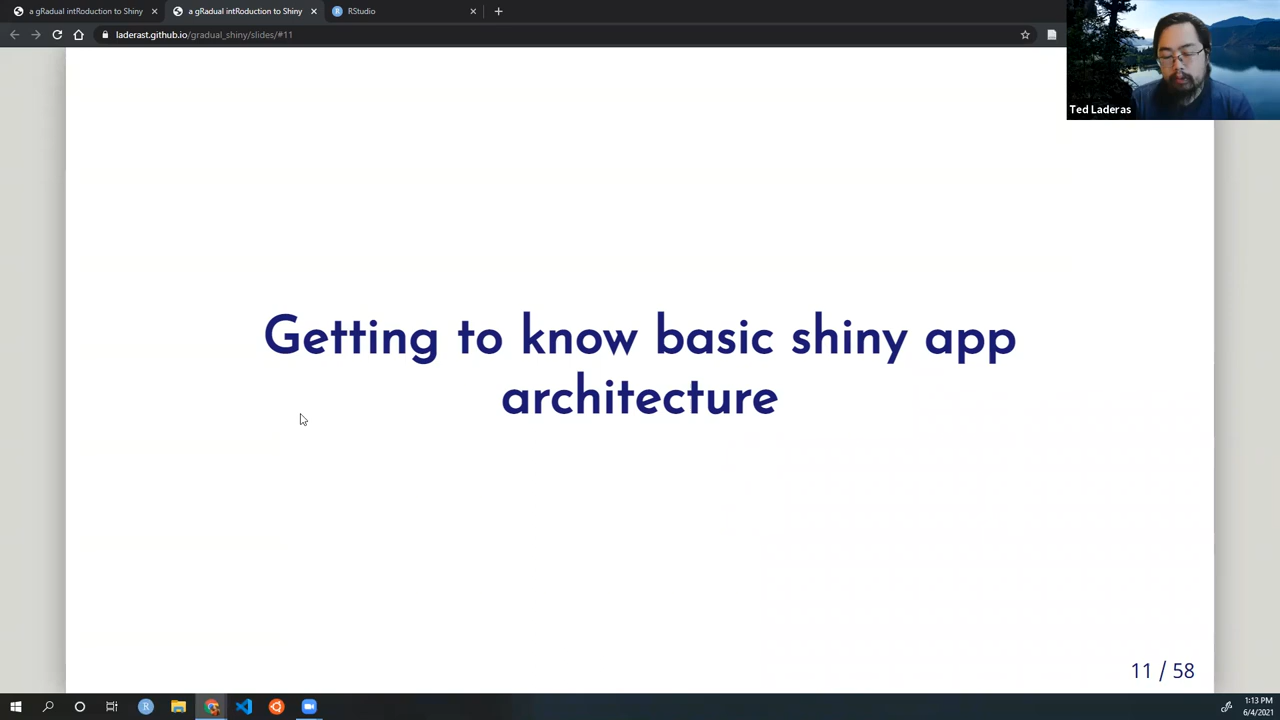 a gRadual intRoduction to Shiny
a gRadual intRoduction to Shiny
RStudio
laderast.github.io/gradual_shiny/slides/#11
Ted Laderas
Getting to know basic shiny app
architecture
11 / 58
1:13 PM
6/4/2021